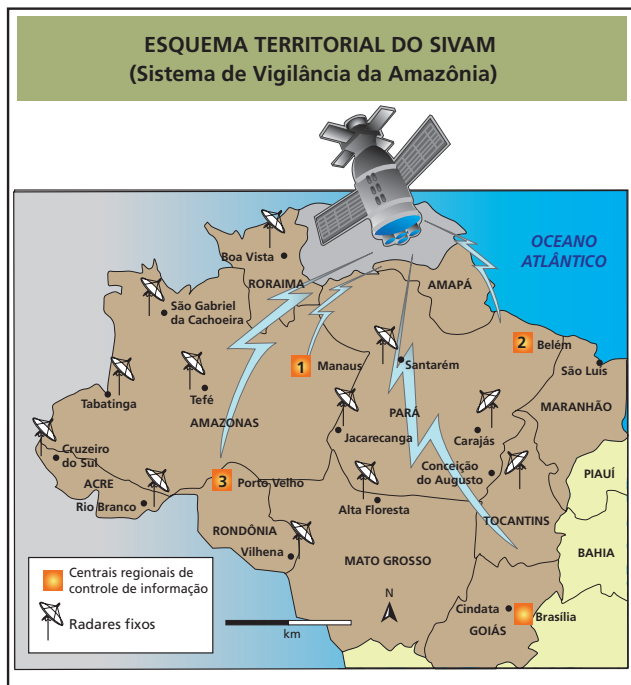 ESQUEMA TERRITORIAL DO SIVAM
(Sistema de Vigilância da Amazônia)
OCEANO
ATLÂNTICO
Boa Vista
RORAIMA
AMAPÁ
São Gabriel
da Cachoeira
1 Manaus
2 Belém
Santarém
São Luis
Tabatinga
Tefé
AMAZONAS
PARÁ
MARANHÃO
Jacarecanga
Carajás
Cruzeiro
do Sul
Conceição
do Augusto
PIAUÍ
ACRE
3 Porto Velho
Rio Branco
Alta Floresta
TOCANTINS
RONDÔNIA
Vilhena
MATO GROSSO
BAHIA
Centrais regionais de
controle de informação
Radares fixos
N
km
Cindata
Brasília
GOIÁS